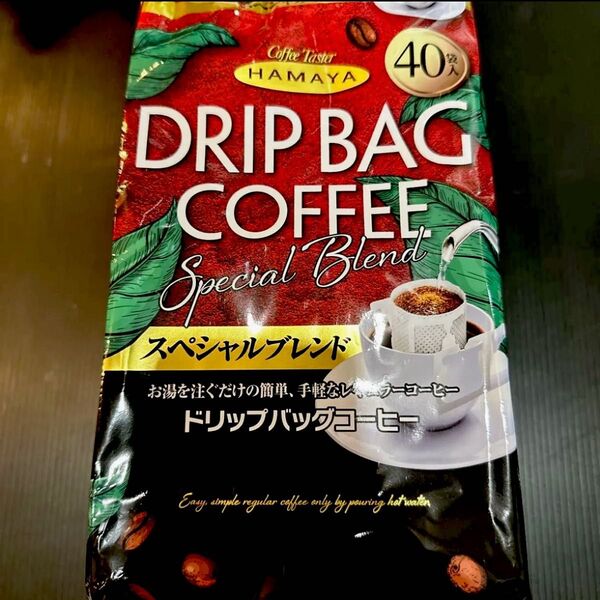 Coffee Taster
HAMAYA
40袋入
DRIP BAG
COFFEE
Special Blend
スペシャルブレンド
お湯を注ぐだけの簡単、手軽なレギュラーコーヒー
ドリップバッグコーヒー
Easy, simple regular coffee only by pouring hot water.